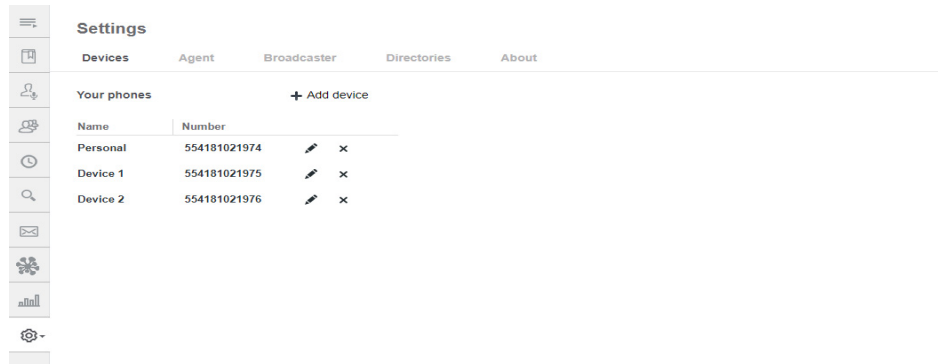 Settings
Devices Agent Broadcaster Directories About
Your phones + Add device
Name Number
Personal 554181021974
Device 1 554181021975
Device 2 554181021976